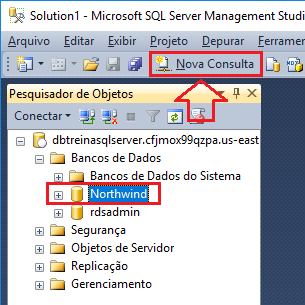 Solution1 - Microsoft SQL Server Management Studi
Arquivo Editar Exibir Projeto Depurar Ferramer
Nova Consulta
Pesquisador de Objetos
Conectar
dbtreinasqlserver.cfjmox99qzpa.us-east
Bancos de Dados
Bancos de Dados do Sistema
Northwind
rdsadmin
Segurança
Objetos de Servidor
Replicação
Gerenciamento